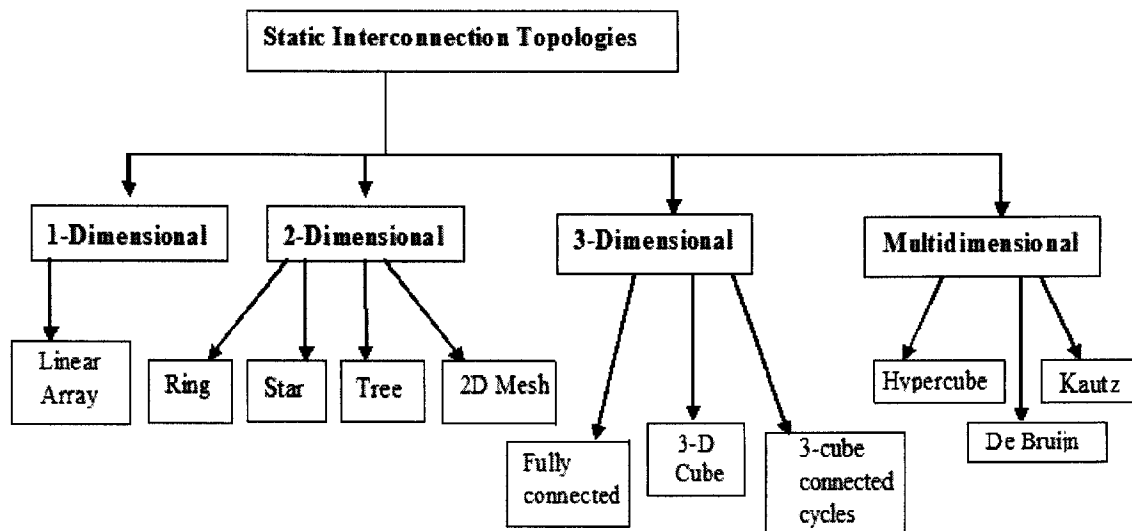 Static Interconnection Topologies
1-Dimensional
2-Dimensional
3-Dimensional
Multidimensional
Linear
Array
Ring
Star
Tree
2D Mesh
Fully
connected
3-D
Cube
3-cube
connected
cycles
Hypercube
De Bruijn
Kautz